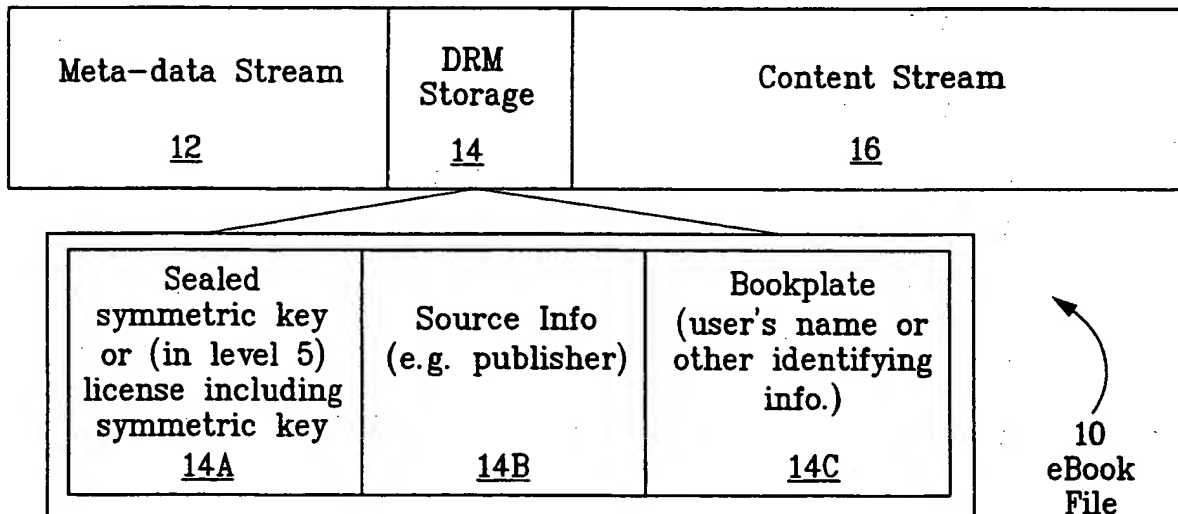 Meta-data Stream
12
DRM
Storage
14
Content Stream
16
Sealed
symmetric key
or (in level 5)
license including
symmetric key
14A
Source Info
(e.g. publisher)
14B
Bookplate
(user's name or
other identifying
info.)
14C
10
eBook
File